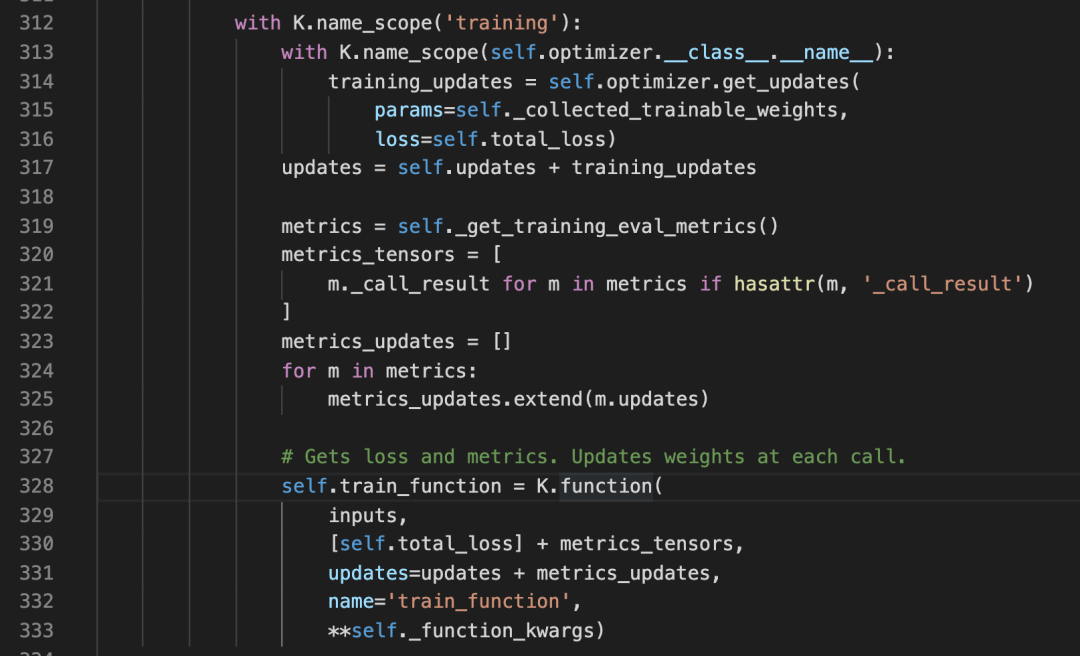 312 with K.name_scope('training'):
313 with K.name_scope(self.optimizer.__class__.__name__):
314 training_updates = self.optimizer.get_updates(
315 params=self._collected_trainable_weights,
316 loss=self.total_loss)
317 updates = self.updates + training_updates
318
319 metrics = self._get_training_eval_metrics()
320 metrics_tensors = [
321 m._call_result for m in metrics if hasattr(m, '_call_result')
322 ]
323 metrics_updates = []
324 for m in metrics:
325 metrics_updates.extend(m.updates)
326
327 # Gets loss and metrics. Updates weights at each call.
328 self.train_function = K.function(
329 inputs,
330 [self.total_loss] + metrics_tensors,
331 updates=updates + metrics_updates,
332 name='train_function',
333 **self._function_kwargs)